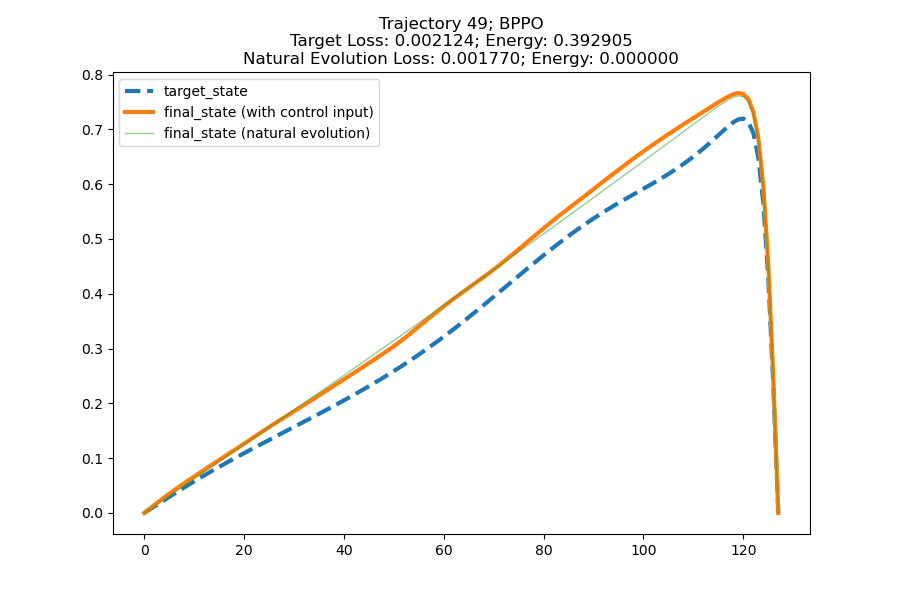 Trajectory 49; BPPO
Target Loss: 0.002124; Energy: 0.392905
Natural Evolution Loss: 0.001770; Energy: 0.000000
target_state
final_state (with control input)
final_state (natural evolution)
0.8
0.7
0.6
0.5
0.4
0.3
0.2
0.1
0.0
0 20 40 60 80 100 120